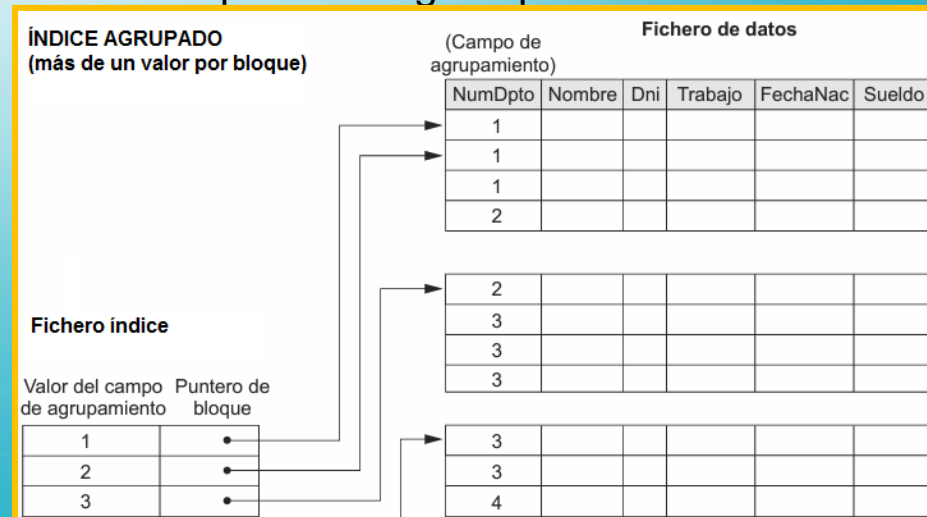 ÍNDICE AGRUPADO
(más de un valor por bloque)
(Campo de
agrupamiento)
Fichero de datos
NumDpto Nombre Dni Trabajo FechaNac Sueldo
1
1
1
2
2
3
3
3
3
3
4
Fichero índice
Valor del campo Puntero de
de agrupamiento bloque
1
2
3